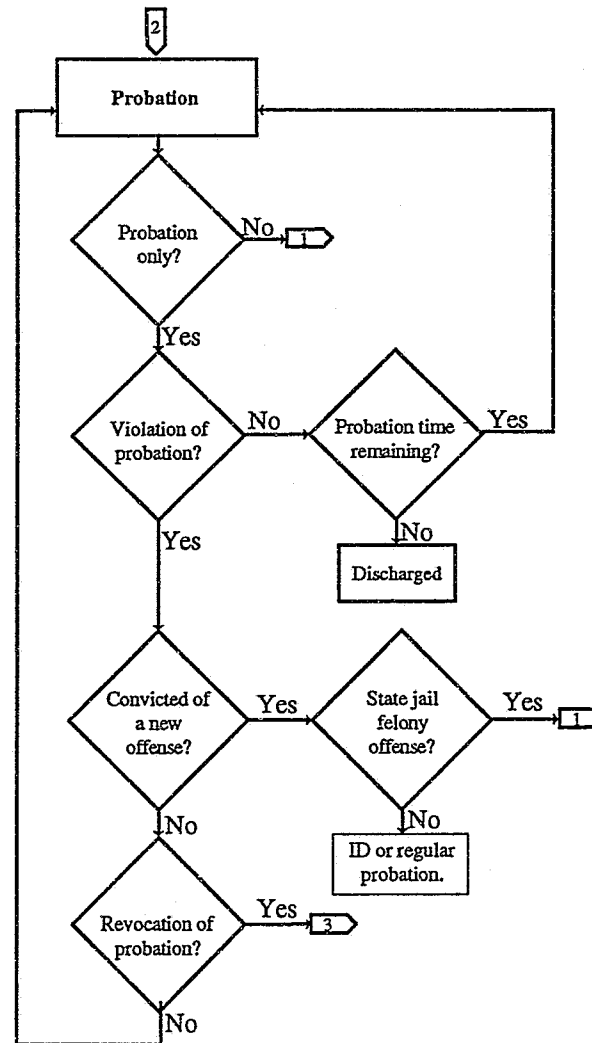 2
Probation
Probation
only?
No
1
Yes
Violation of
probation?
No
Probation time
remaining?
Yes
Yes
No
Discharged
Convicted of
a new
offense?
Yes
State jail
felony
offense?
Yes
1
No
No
ID or regular
probation.
Revocation of
probation?
Yes
3
No